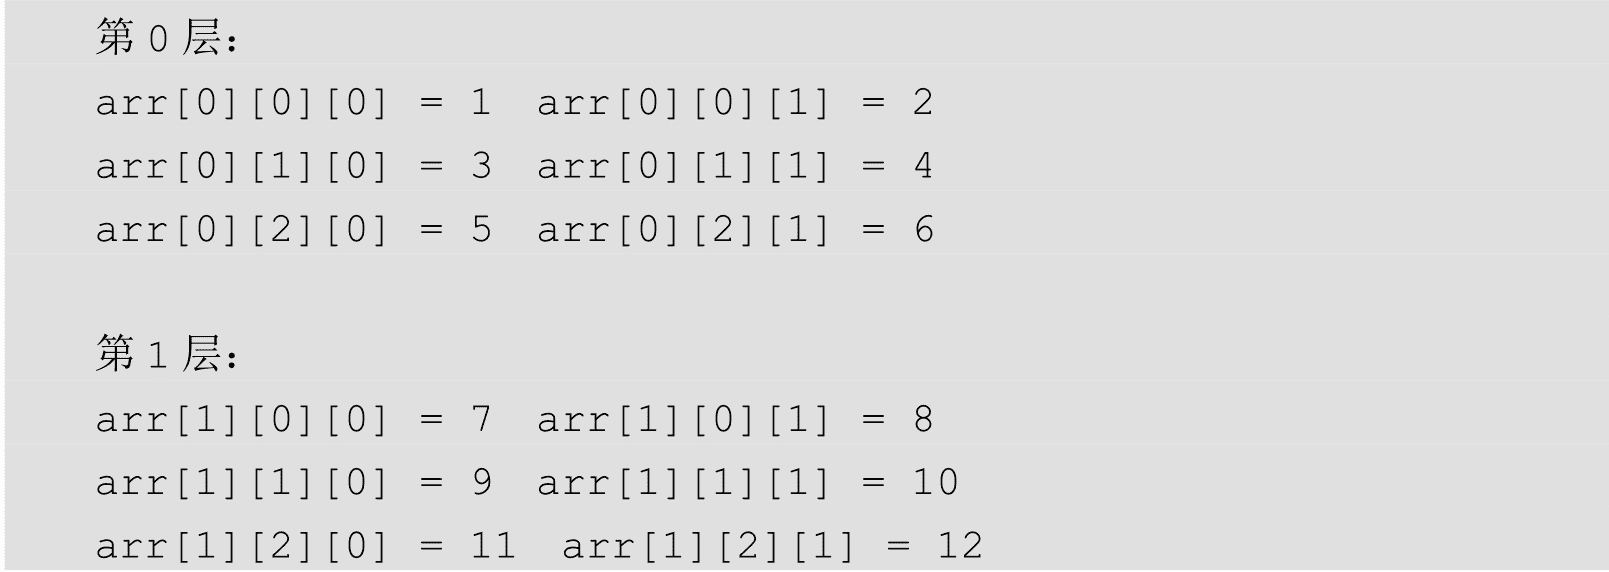 第 0 层：
arr[0][0][0] = 1  arr[0][0][1] = 2
arr[0][1][0] = 3  arr[0][1][1] = 4
arr[0][2][0] = 5  arr[0][2][1] = 6
第 1 层：
arr[1][0][0] = 7  arr[1][0][1] = 8
arr[1][1][0] = 9  arr[1][1][1] = 10
arr[1][2][0] = 11  arr[1][2][1] = 12